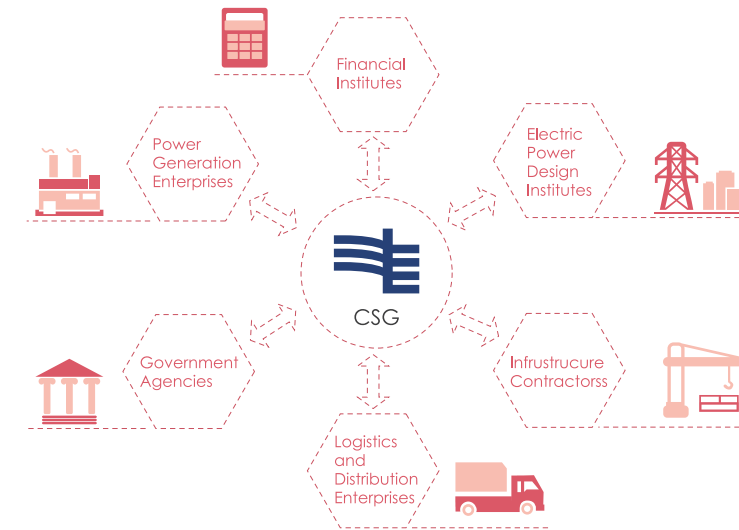 Financial
Institutes
Power
Generation
Enterprises
Electric
Power
Design
Institutes
CSG
Government
Agencies
Infrustrucure
Contractorss
Logistics
and
Distribution
Enterprises